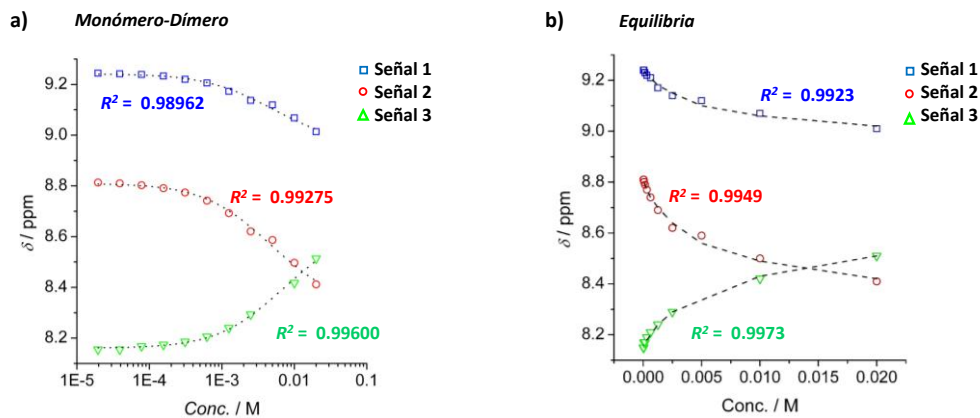 a) Monómero-Dímero
9.2
9.0
8.8
8.6
8.4
8.2
δ / ppm
1E-5
1E-4
1E-3
0.01
0.1
Conc. / M
R² = 0.98962
R² = 0.99275
R² = 0.99600
Señal 1
Señal 2
Señal 3
b) Equilibria
9.2
9.0
8.8
8.6
8.4
8.2
δ / ppm
0.000
0.005
0.010
0.015
0.020
Conc. / M
R² = 0.9923
R² = 0.9949
R² = 0.9973
Señal 1
Señal 2
Señal 3